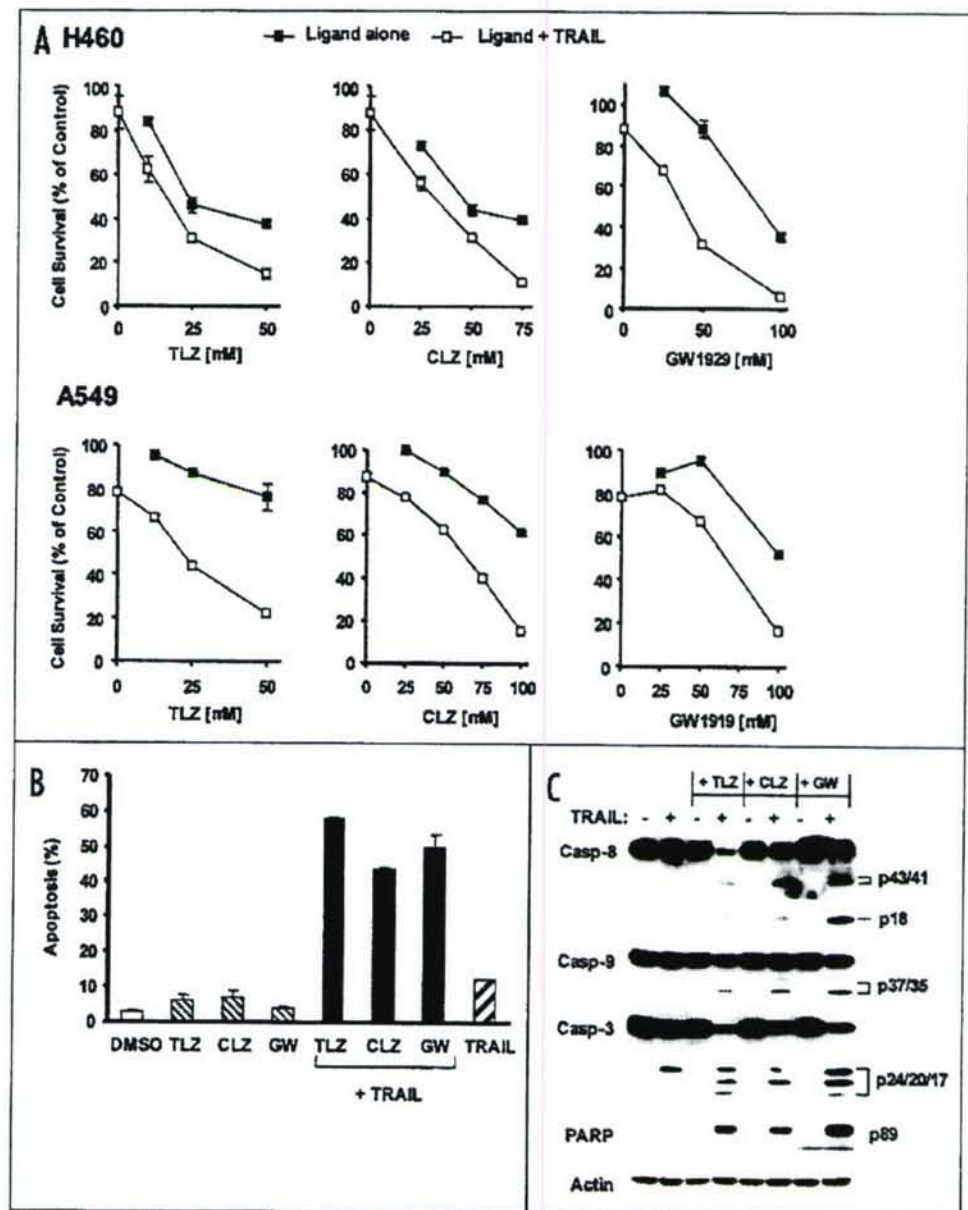 A H460
Ligand alone Ligand + TRAIL
Cell Survival (% of Control)
100
80
60
40
20
0
0 25 50
TLZ [mM]
100
80
60
40
20
0
0 25 50 75
CLZ [mM]
100
80
60
40
20
0
0 50 100
GW1929 [mM]
A549
Cell Survival (% of Control)
100
80
60
40
20
0
0 25 50
TLZ [mM]
100
80
60
40
20
0
0 25 50 75 100
CLZ [mM]
100
80
60
40
20
0
0 25 50 75 100
GW1919 [mM]
B
Apoptosis (%)
70
60
50
40
30
20
10
0
DMSO TLZ CLZ GW TLZ CLZ GW TRAIL
+ TRAIL
C
+ TLZ + CLZ + GW
TRAIL: - + - + - + - +
Casp-8
p43/41
p18
Casp-9
p37/35
Casp-3
p24/20/17
PARP p89
Actin